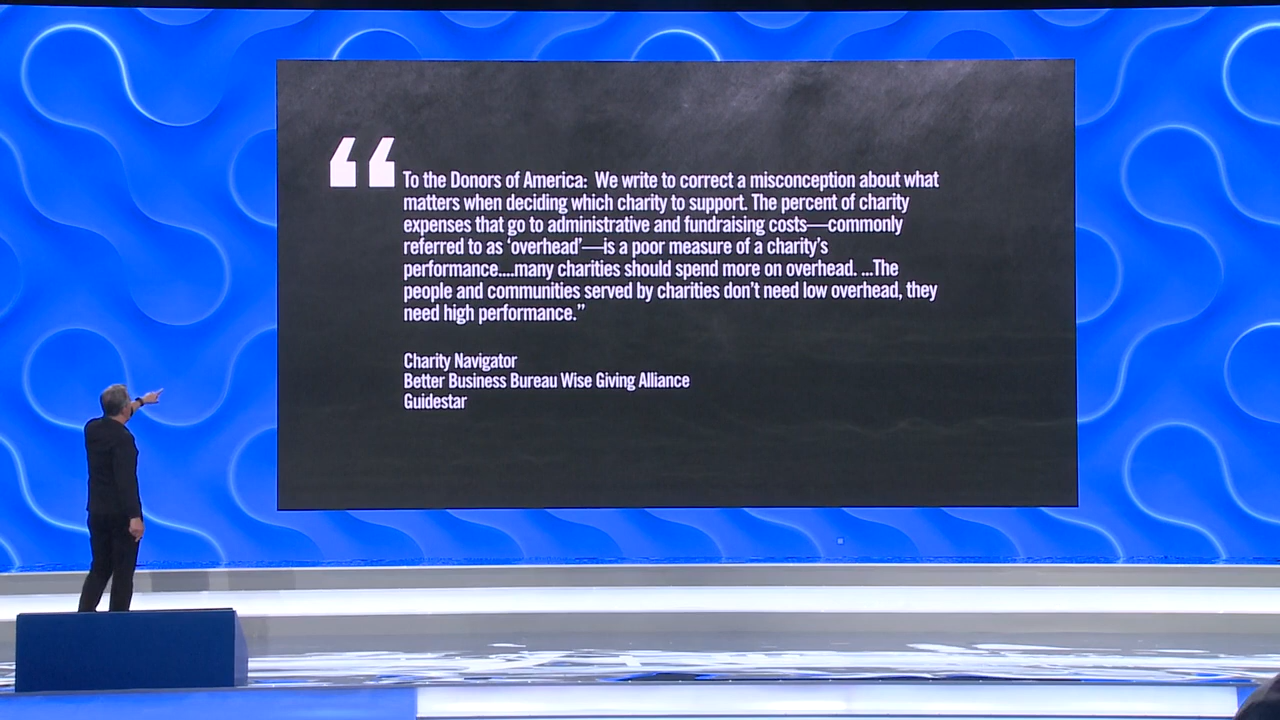 “To the Donors of America:  We write to correct a misconception about what
matters when deciding which charity to support. The percent of charity
expenses that go to administrative and fundraising costs—commonly
referred to as ‘overhead’—is a poor measure of a charity’s
performance....many charities should spend more on overhead. ...The
people and communities served by charities don’t need low overhead, they
need high performance.”
Charity Navigator
Better Business Bureau Wise Giving Alliance
Guidestar